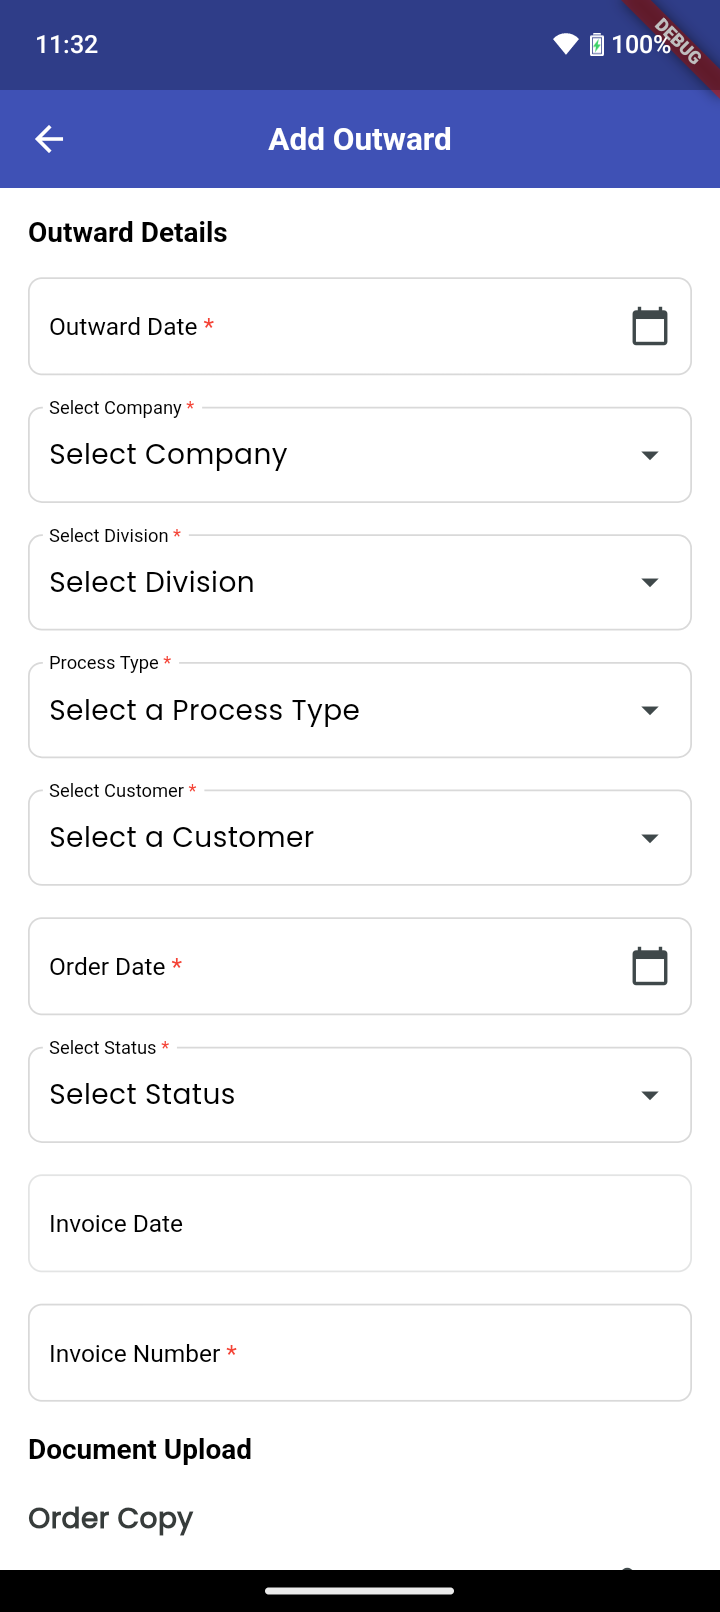 11:32
100%
DEBUG
Add Outward
Outward Details
Outward Date *
Select Company *
Select Company
Select Division *
Select Division
Process Type *
Select a Process Type
Select Customer *
Select a Customer
Order Date *
Select Status *
Select Status
Invoice Date
Invoice Number *
Document Upload
Order Copy